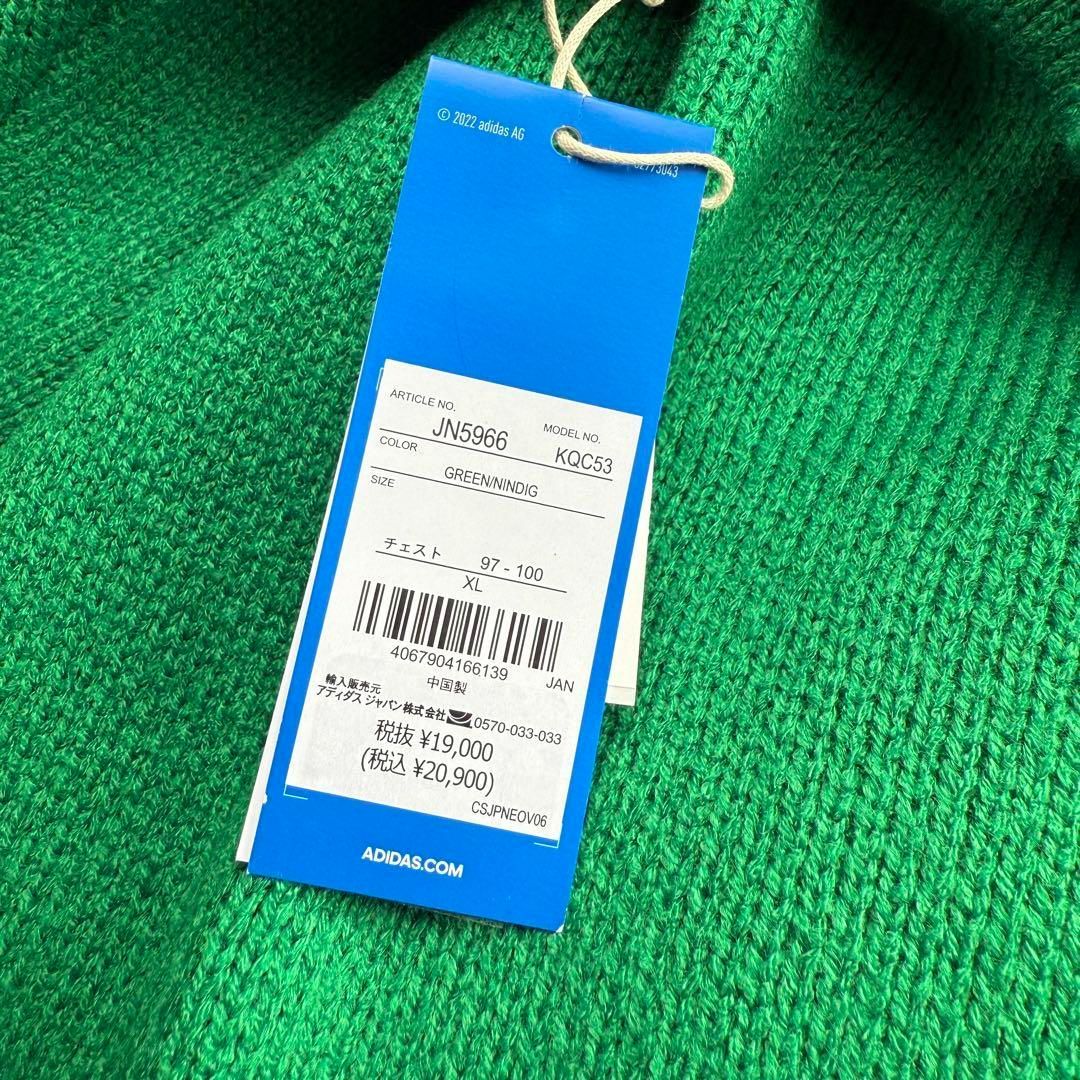 © 2022 adidas AG
ARTICLE NO.
JN5966
MODEL NO.
KQC53
COLOR
GREEN/NINDIG
SIZE
チェスト 97 - 100
XL
4067904166139 JAN
中国製
輸入販売元
アディダス ジャパン株式会社 0570-033-033
税抜 ¥19,000
(税込 ¥20,900)
CSJPNEOV06
ADIDAS.COM